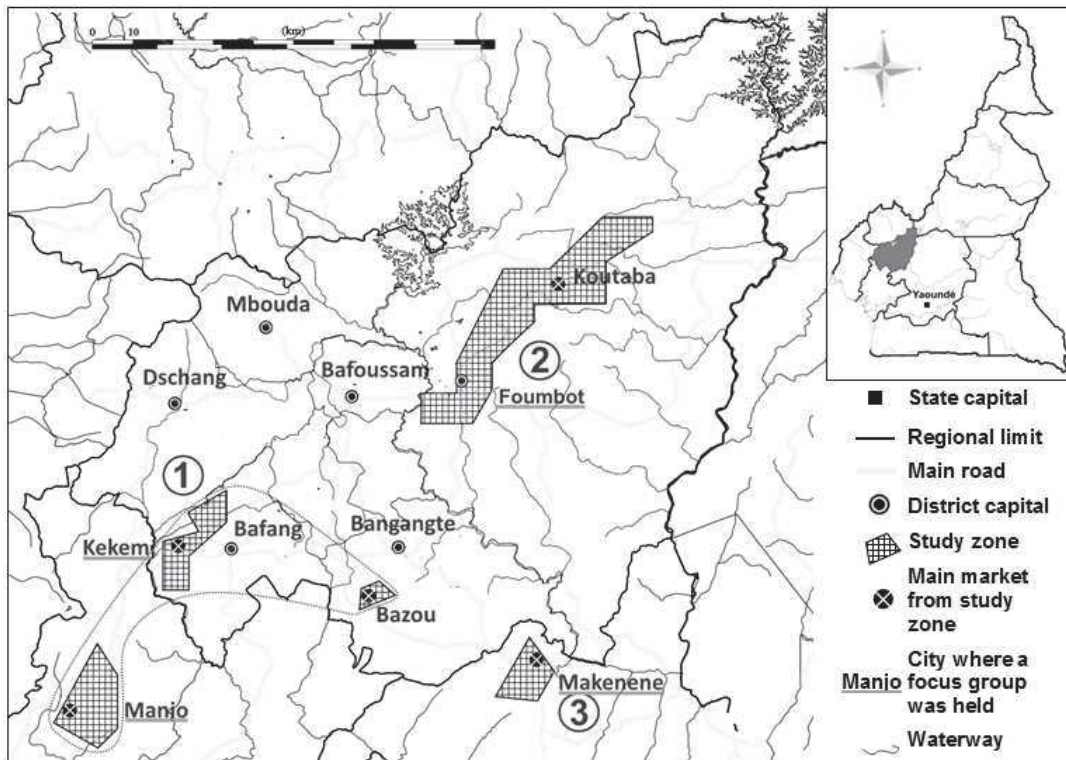 0 10 (km)
Yaoundé
Koutaba
Mbouda
2
Dschang
Bafoussam
Foumbot
1
Kekem
Bafang
Bangangte
Bazou
Manjo
Makenene
3
State capital
Regional limit
Main road
District capital
Study zone
Main market
from study
zone
Manjo
City where a
focus group
was held
Waterway